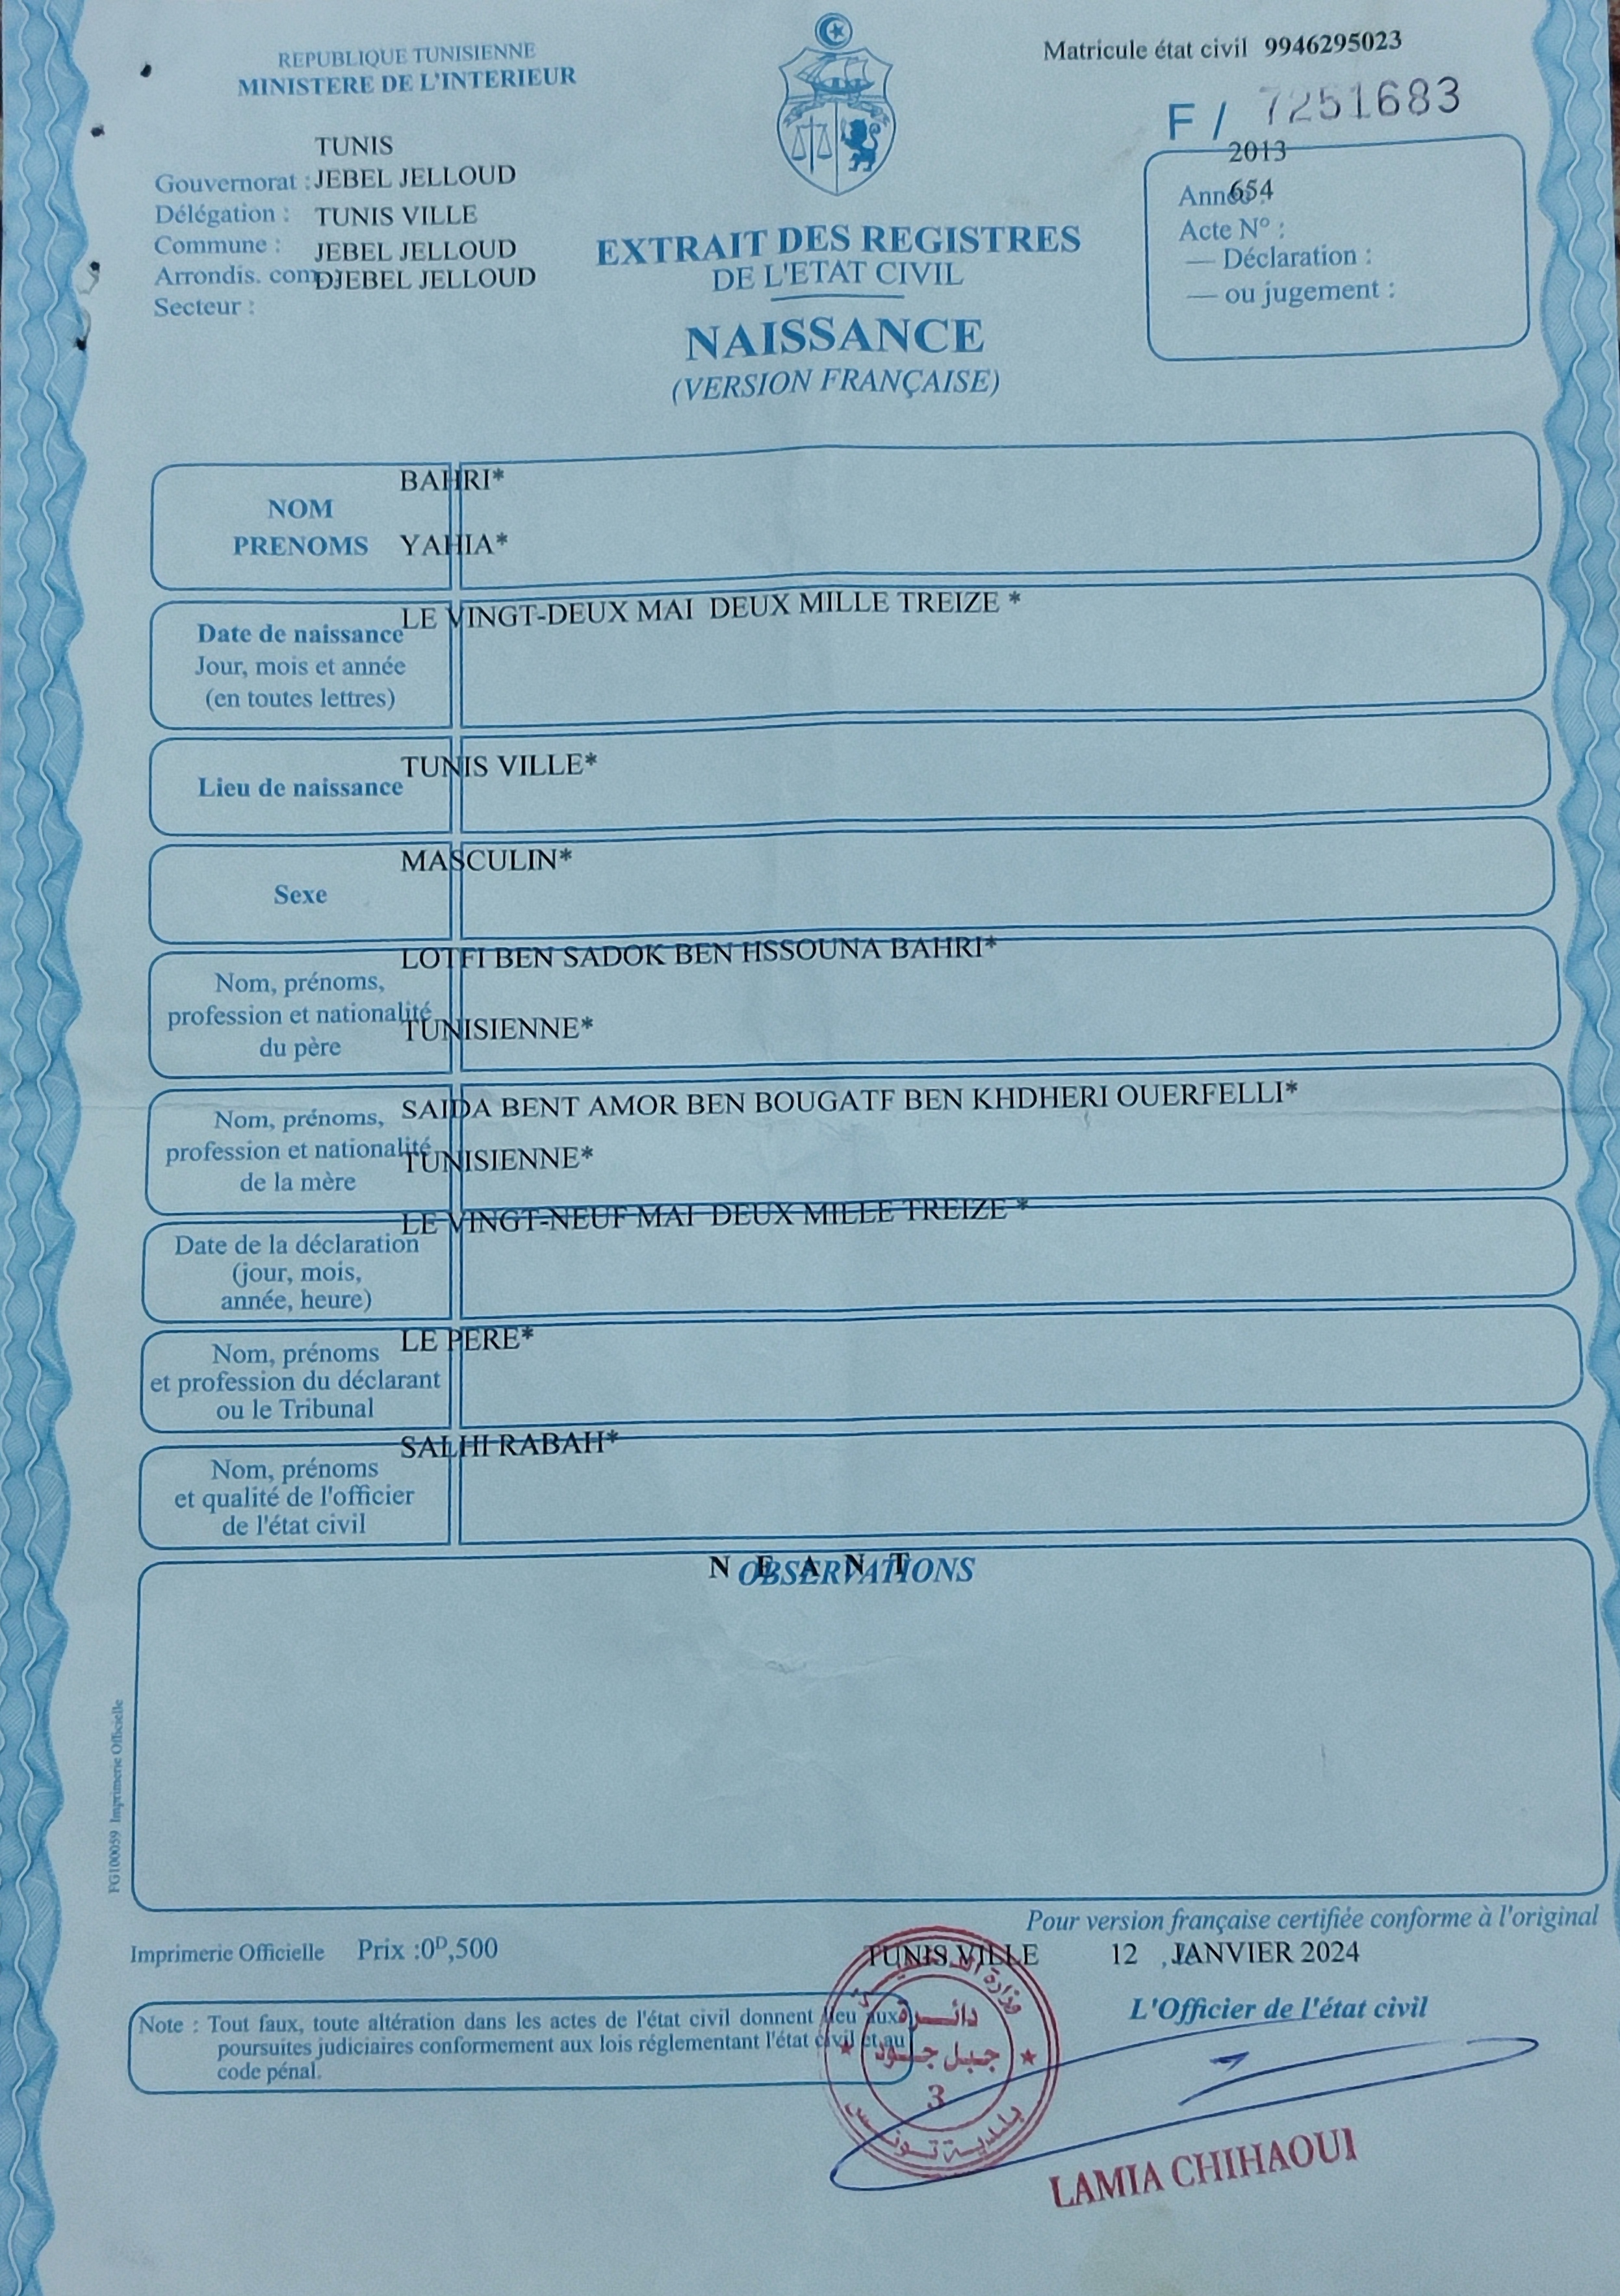 REPUBLIQUE TUNISIENNE
MINISTERE DE L'INTERIEUR
Matricule état civil 9946295023
F / 7251683
TUNIS
Gouvernorat : JEBEL JELLOUD
Délégation : TUNIS VILLE
Commune : JEBEL JELLOUD
Arrondis. com. : DJEBEL JELLOUD
Secteur :
2013
Année : 654
Acte N° :
— Déclaration :
— ou jugement :
EXTRAIT DES REGISTRES
DE L'ETAT CIVIL
NAISSANCE
(VERSION FRANÇAISE)
NOM BAHRI*
PRENOMS YAHIA*
LE VINGT-DEUX MAI DEUX MILLE TREIZE *
Date de naissance
Jour, mois et année
(en toutes lettres)
TUNIS VILLE*
Lieu de naissance
MASCULIN*
Sexe
LOTFI BEN SADOK BEN HSSOUNA BAHRI*
Nom, prénoms,
profession et nationalité
du père
TUNISIENNE*
SAIDA BENT AMOR BEN BOUGATF BEN KHDHERI OUERFELLI*
Nom, prénoms,
profession et nationalité
de la mère
TUNISIENNE*
LE VINGT-NEUF MAI DEUX MILLE TREIZE *
Date de la déclaration
(jour, mois,
année, heure)
LE PERE*
Nom, prénoms
et profession du déclarant
ou le Tribunal
SALHI RABAH*
Nom, prénoms
et qualité de l'officier
de l'état civil
N E A N T
OBSERVATIONS
FG100059 Imprimerie Officielle
Pour version française certifiée conforme à l'original
Imprimerie Officielle Prix :0ᴰ,500
TUNIS VILLE 12 , JANVIER 2024
L'Officier de l'état civil
Note : Tout faux, toute altération dans les actes de l'état civil donnent lieu aux
poursuites judiciaires conformement aux lois réglementant l'état civil et au
code pénal.
وزارة الداخلية
دائرة
جبل جلود
3
بلدية تونس
LAMIA CHIHAOUI